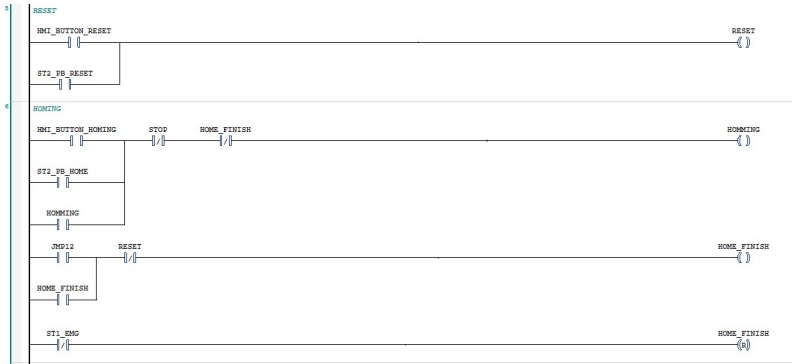 5
RESET
HMI_BUTTON_RESET RESET
ST2_PB_RESET
6
HOMING
HMI_BUTTON_HOMING STOP HOME_FINISH HOMMING
ST2_PB_HOME
HOMMING
JMP12 RESET HOME_FINISH
HOME_FINISH
ST1_EMG HOME_FINISH
R